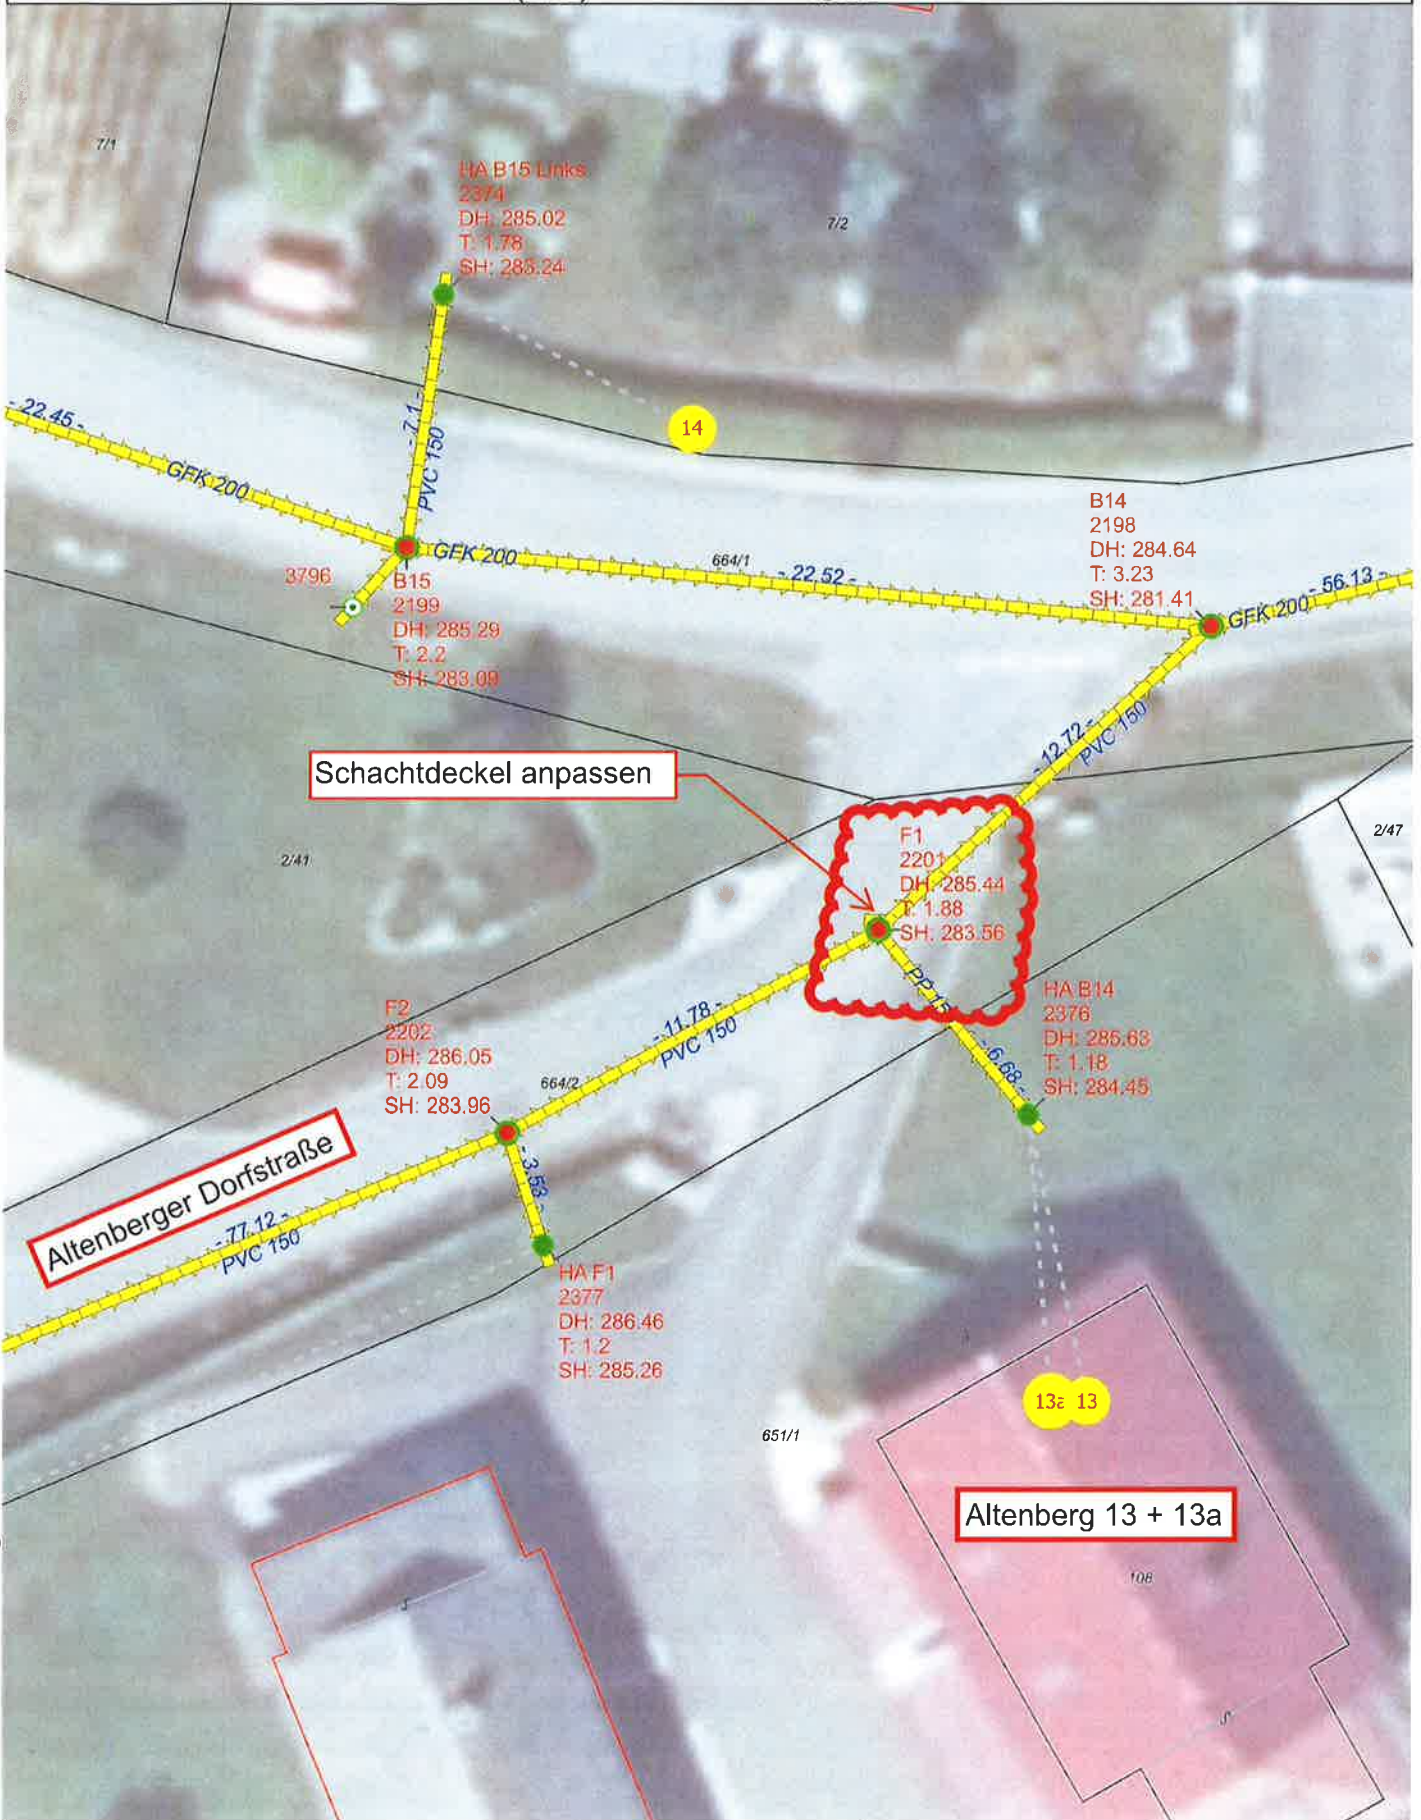 7/1
HA B15 Links
2374
DH: 285.02
T: 1.78
SH: 283.24
7/2
14
- 22.45 -
GFK 200
- 7.1 -
PVC 150
GFK 200
664/1
- 22.52 -
B14
2198
DH: 284.64
T: 3.23
SH: 281.41
- 56.13 -
GFK 200
3796
B15
2199
DH: 285.29
T: 2.2
SH: 283.09
- 12.72 -
PVC 150
Schachtdeckel anpassen
2/41
2/47
F1
2201
DH: 285.44
T: 1.88
SH: 283.56
PP 15
- 6.68 -
HA B14
2376
DH: 285.63
T: 1.18
SH: 284.45
F2
2202
DH: 286.05
T: 2.09
SH: 283.96
- 11.78 -
PVC 150
664/2
Altenberger Dorfstraße
- 77.12 -
PVC 150
- 3.53 -
HA F1
2377
DH: 286.46
T: 1.2
SH: 285.26
13a 13
651/1
Altenberg 13 + 13a
108